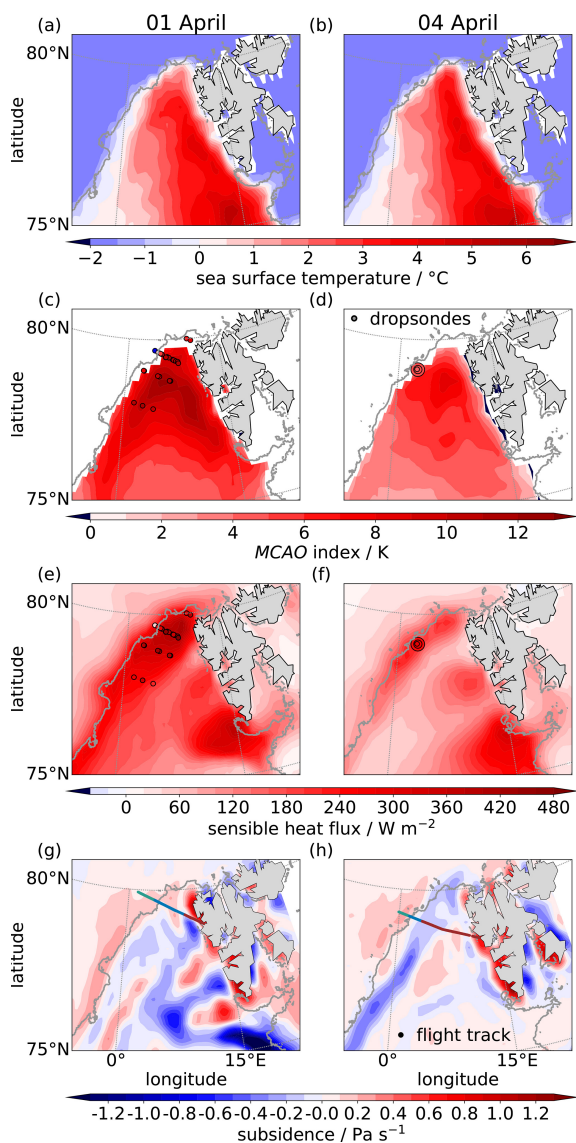 01 April
04 April
(a)
(b)
80°N
latitude
75°N
−2 −1 0 1 2 3 4 5 6
sea surface temperature / °C
(c)
(d)
dropsondes
80°N
latitude
75°N
0 2 4 6 8 10 12
MCAO index / K
(e)
(f)
80°N
latitude
75°N
0 60 120 180 240 300 360 420 480
sensible heat flux / W m−2
(g)
(h)
80°N
latitude
75°N
flight track
0° 15°E 0° 15°E
longitude longitude
-1.2 -1.0 -0.8 -0.6 -0.4 -0.2 -0.0 0.2 0.4 0.6 0.8 1.0 1.2
subsidence / Pa s−1